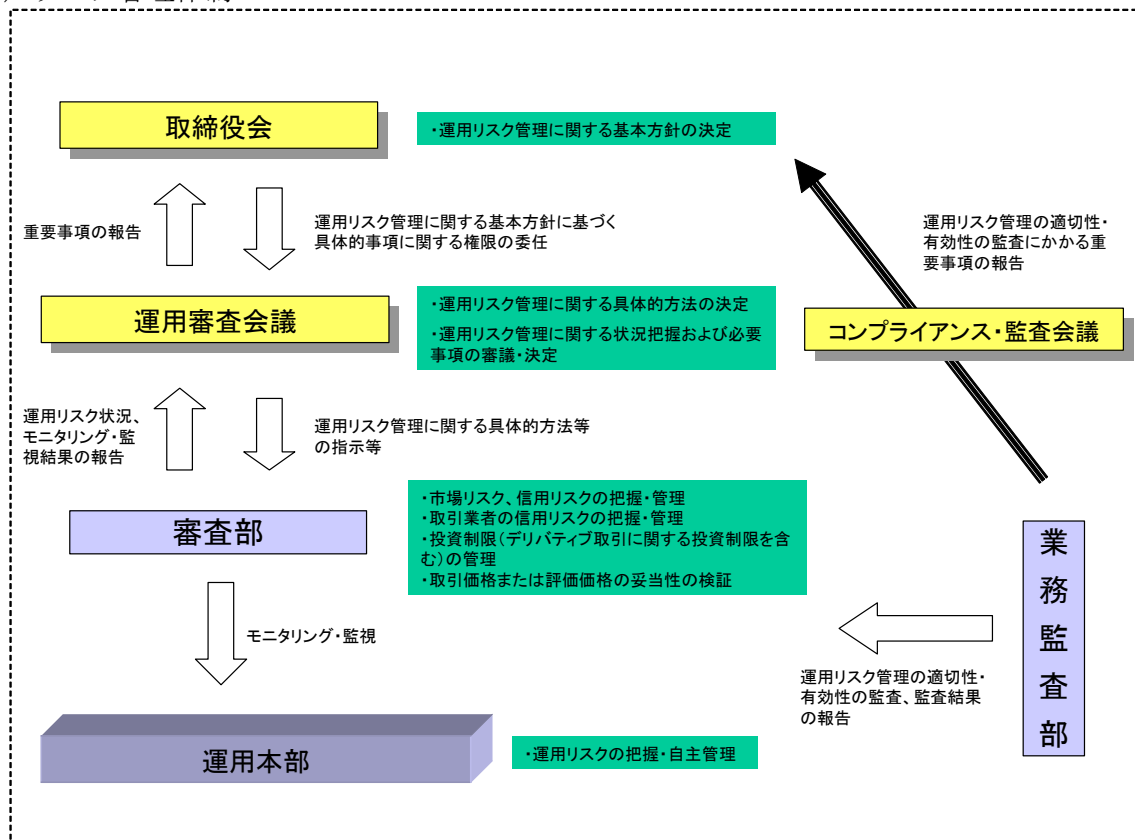 取締役会
・運用リスク管理に関する基本方針の決定
重要事項の報告
運用リスク管理に関する基本方針に基づく
具体的事項に関する権限の委任
運用リスク管理の適切性・
有効性の監査にかかる重
要事項の報告
運用審査会議
・運用リスク管理に関する具体的方法の決定
・運用リスク管理に関する状況把握および必要
事項の審議・決定
コンプライアンス・監査会議
運用リスク状況、
モニタリング・監
視結果の報告
運用リスク管理に関する具体的方法等
の指示等
審査部
・市場リスク、信用リスクの把握・管理
・取引業者の信用リスクの把握・管理
・投資制限(デリバティブ取引に関する投資制限を含
む)の管理
・取引価格または評価価格の妥当性の検証
業務監査部
モニタリング・監視
運用リスク管理の適切性・
有効性の監査、監査結果
の報告
運用本部
・運用リスクの把握・自主管理